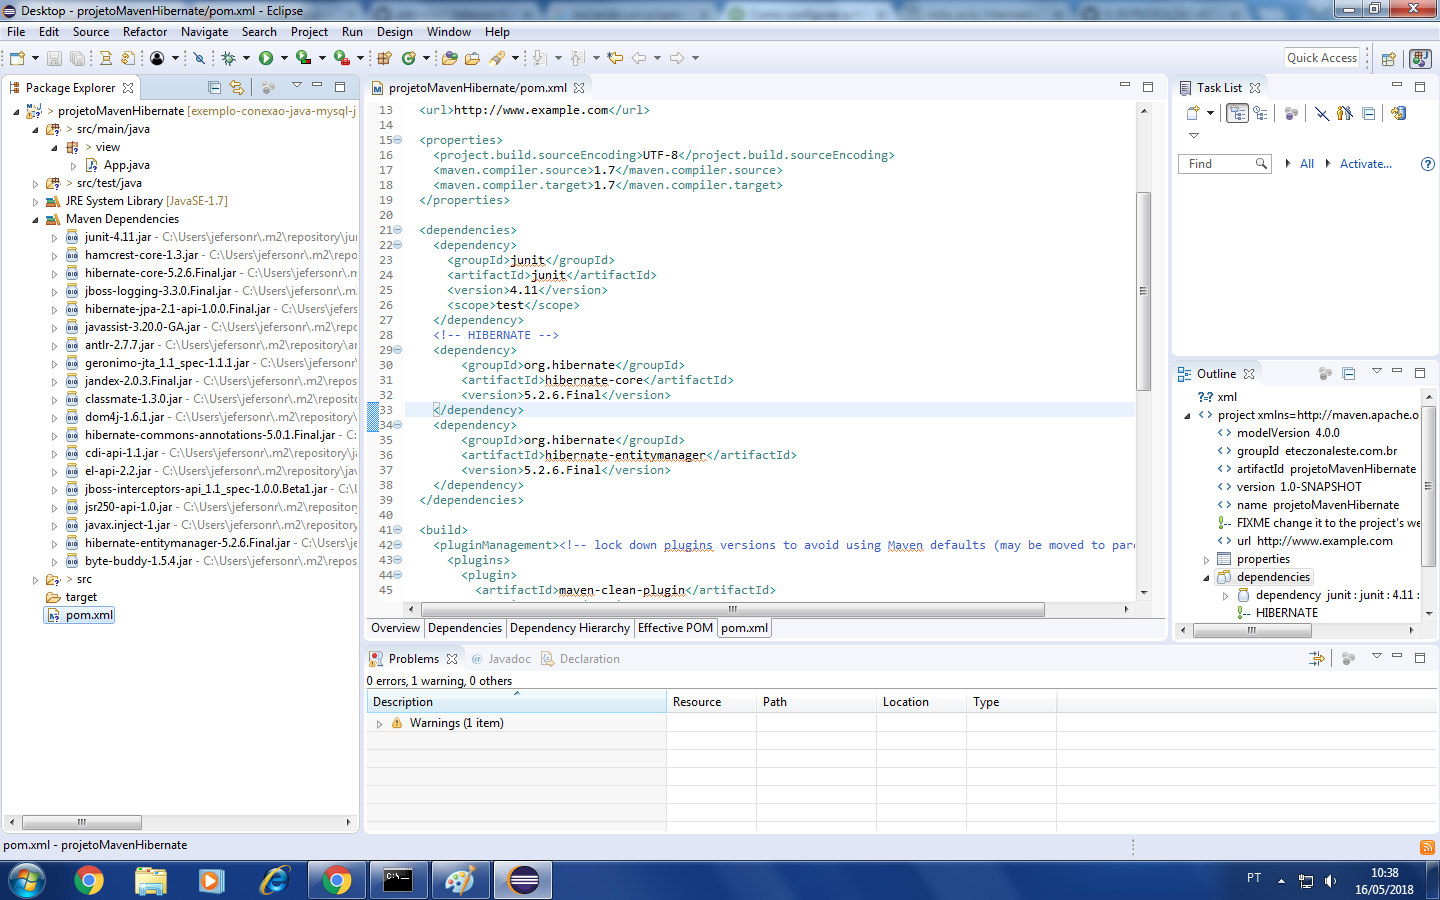 Desktop - projetoMavenHibernate/pom.xml - Eclipse
File Edit Source Refactor Navigate Search Project Run Design Window Help
Quick Access
Package Explorer
> projetoMavenHibernate [exemplo-conexao-java-mysql-j
> src/main/java
> view
App.java
> src/test/java
JRE System Library [JavaSE-1.7]
Maven Dependencies
junit-4.11.jar - C:\Users\jefersonr\.m2\repository\jun
hamcrest-core-1.3.jar - C:\Users\jefersonr\.m2\repo
hibernate-core-5.2.6.Final.jar - C:\Users\jefersonr\.m
jboss-logging-3.3.0.Final.jar - C:\Users\jefersonr\.m2
hibernate-jpa-2.1-api-1.0.0.Final.jar - C:\Users\jefers
javassist-3.20.0-GA.jar - C:\Users\jefersonr\.m2\repo
antlr-2.7.7.jar - C:\Users\jefersonr\.m2\repository\an
geronimo-jta_1.1_spec-1.1.1.jar - C:\Users\jefersonr\
jandex-2.0.3.Final.jar - C:\Users\jefersonr\.m2\repos
classmate-1.3.0.jar - C:\Users\jefersonr\.m2\reposito
dom4j-1.6.1.jar - C:\Users\jefersonr\.m2\repository\
hibernate-commons-annotations-5.0.1.Final.jar - C:\
cdi-api-1.1.jar - C:\Users\jefersonr\.m2\repository\j
el-api-2.2.jar - C:\Users\jefersonr\.m2\repository\ja
jboss-interceptors-api_1.1_spec-1.0.0.Beta1.jar - C:\U
jsr250-api-1.0.jar - C:\Users\jefersonr\.m2\repositor
javax.inject-1.jar - C:\Users\jefersonr\.m2\repository
hibernate-entitymanager-5.2.6.Final.jar - C:\Users\je
byte-buddy-1.5.4.jar - C:\Users\jefersonr\.m2\repos
> src
target
pom.xml
projetoMavenHibernate/pom.xml
13 <url>http://www.example.com</url>
14
15 <properties>
16 <project.build.sourceEncoding>UTF-8</project.build.sourceEncoding>
17 <maven.compiler.source>1.7</maven.compiler.source>
18 <maven.compiler.target>1.7</maven.compiler.target>
19 </properties>
20
21 <dependencies>
22 <dependency>
23 <groupId>junit</groupId>
24 <artifactId>junit</artifactId>
25 <version>4.11</version>
26 <scope>test</scope>
27 </dependency>
28 <!-- HIBERNATE -->
29 <dependency>
30 <groupId>org.hibernate</groupId>
31 <artifactId>hibernate-core</artifactId>
32 <version>5.2.6.Final</version>
33 </dependency>
34 <dependency>
35 <groupId>org.hibernate</groupId>
36 <artifactId>hibernate-entitymanager</artifactId>
37 <version>5.2.6.Final</version>
38 </dependency>
39 </dependencies>
40
41 <build>
42 <pluginManagement><!-- lock down plugins versions to avoid using Maven defaults (may be moved to pare
43 <plugins>
44 <plugin>
45 <artifactId>maven-clean-plugin</artifactId>
Overview Dependencies Dependency Hierarchy Effective POM pom.xml
Task List
Find All Activate...
Outline
xml
project xmlns=http://maven.apache.o
modelVersion 4.0.0
groupId eteczonaleste.com.br
artifactId projetoMavenHibernate
version 1.0-SNAPSHOT
name projetoMavenHibernate
FIXME change it to the project's we
url http://www.example.com
properties
dependencies
dependency junit : junit : 4.11 :
HIBERNATE
Problems @ Javadoc Declaration
0 errors, 1 warning, 0 others
Description Resource Path Location Type
Warnings (1 item)
pom.xml - projetoMavenHibernate
PT
10:38
16/05/2018